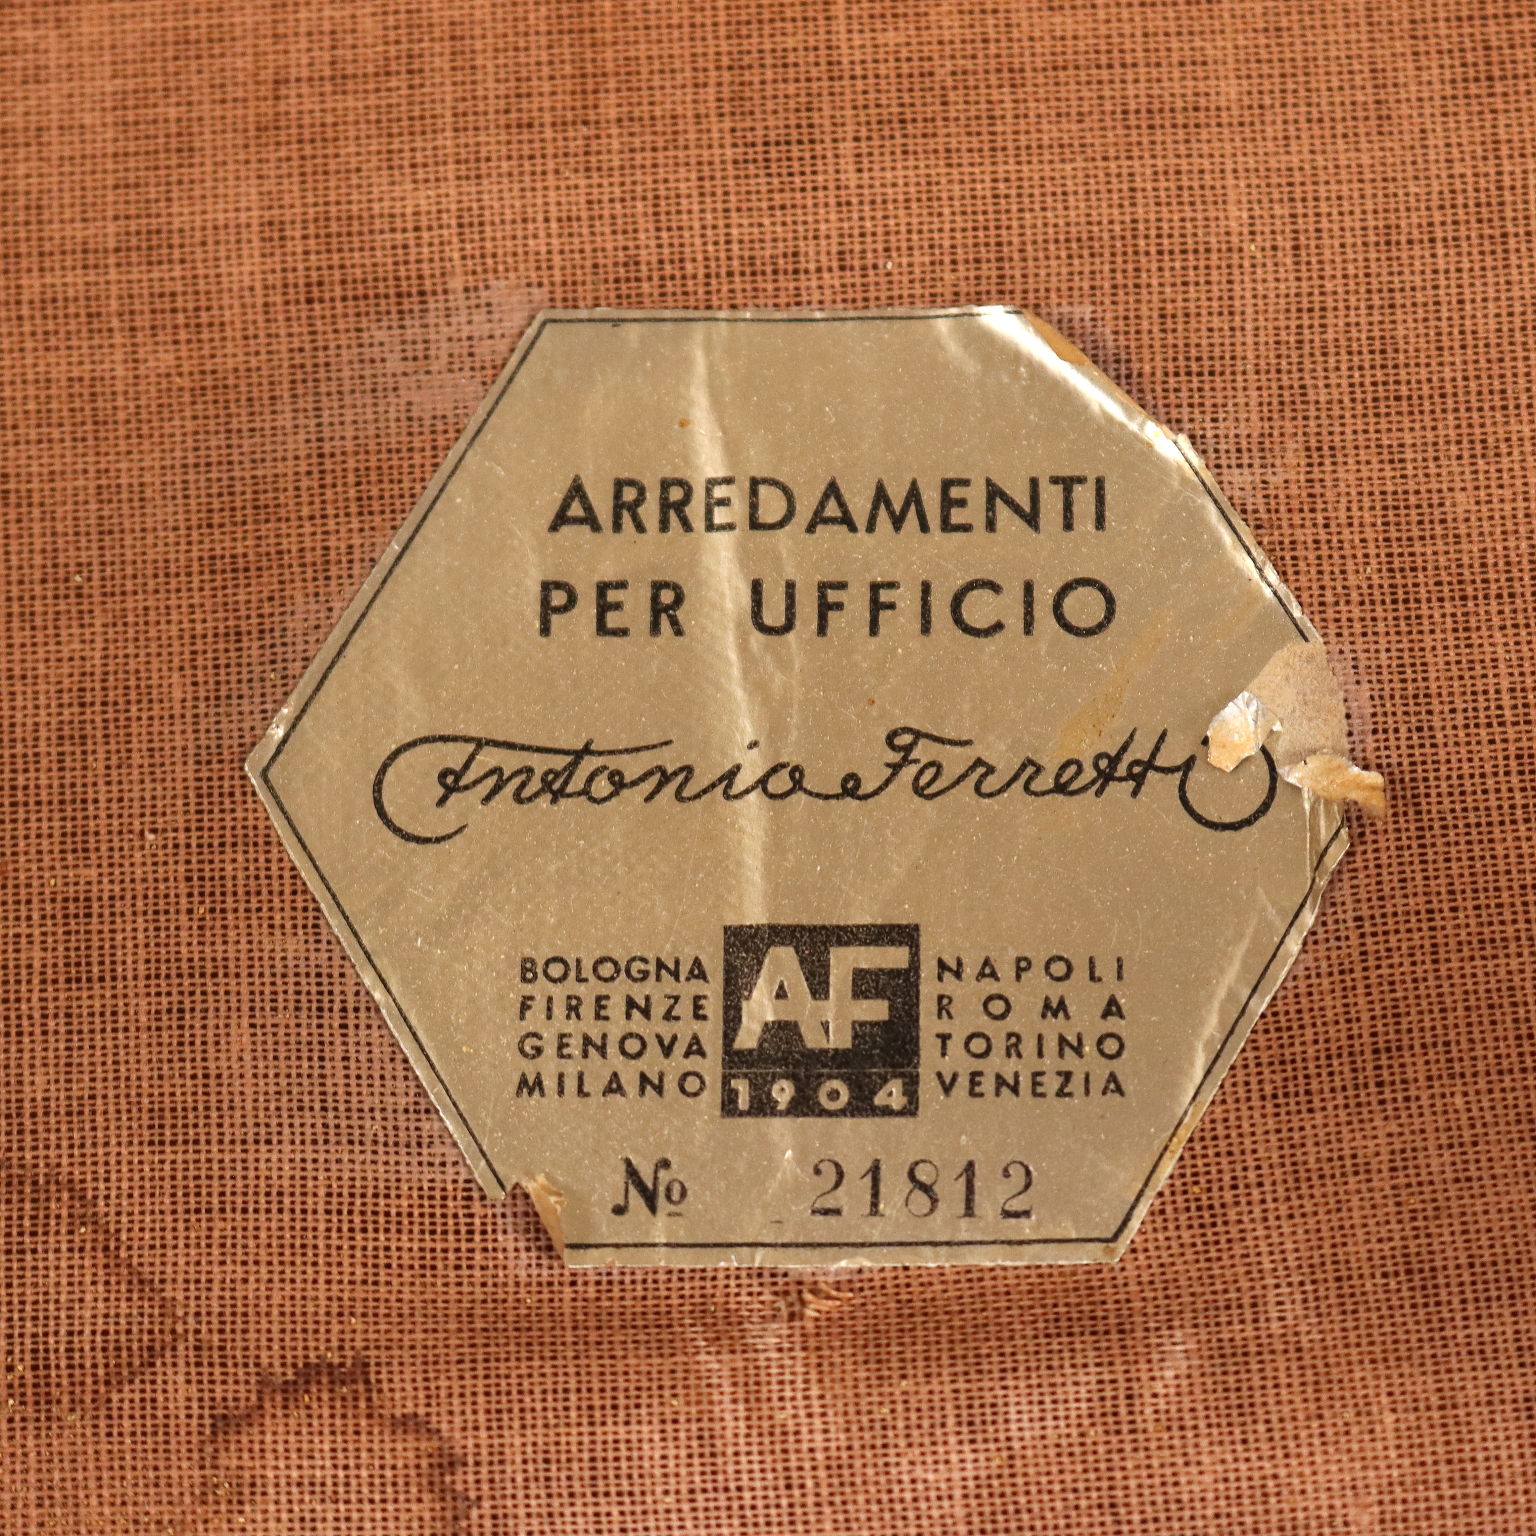 ARREDAMENTI
PER UFFICIO
Antonio Ferretti
BOLOGNA
FIRENZE
GENOVA
MILANO
AF
1904
NAPOLI
ROMA
TORINO
VENEZIA
No 21812